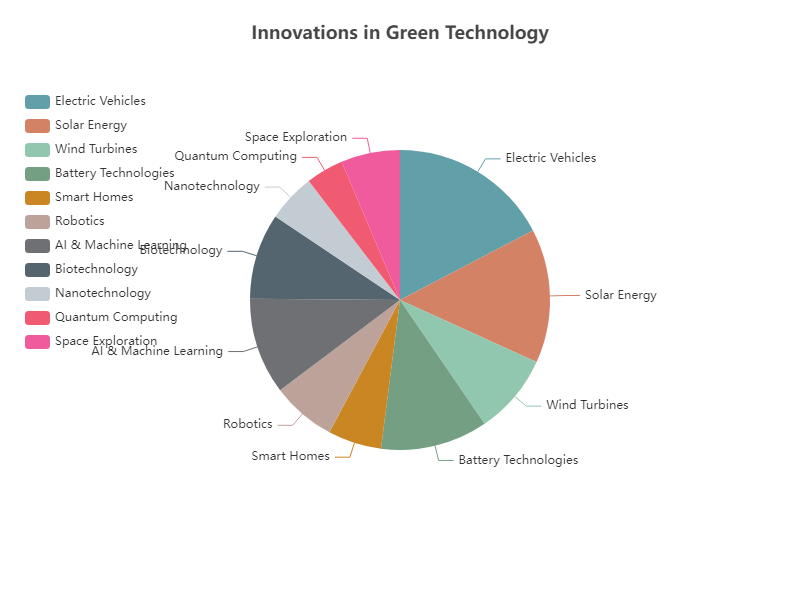 Innovations in Green Technology
Electric Vehicles
Solar Energy
Wind Turbines
Battery Technologies
Smart Homes
Robotics
AI & Machine Learning
Biotechnology
Nanotechnology
Quantum Computing
Space Exploration
Space Exploration
Quantum Computing
Nanotechnology
Biotechnology
AI & Machine Learning
Robotics
Smart Homes
Electric Vehicles
Solar Energy
Wind Turbines
Battery Technologies